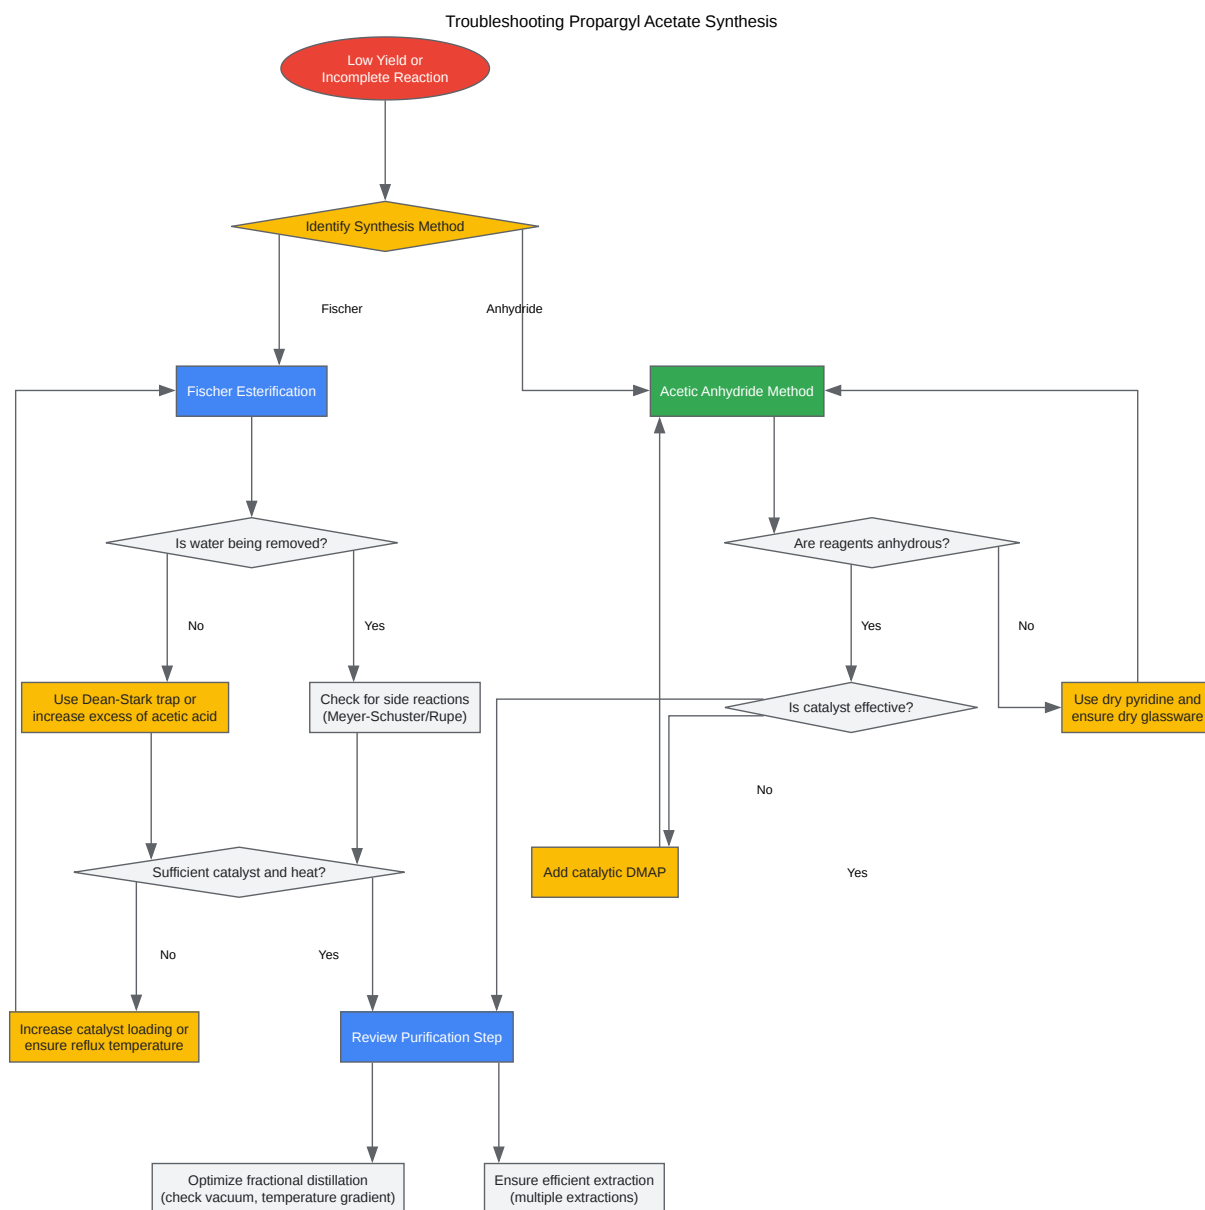 Troubleshooting Propargyl Acetate Synthesis
Low Yield or
Incomplete Reaction
Identify Synthesis Method
Fischer
Anhydride
Fischer Esterification
Acetic Anhydride Method
Is water being removed?
Are reagents anhydrous?
No
Yes
Yes
No
Use Dean-Stark trap or
increase excess of acetic acid
Check for side reactions
(Meyer-Schuster/Rupe)
Is catalyst effective?
Use dry pyridine and
ensure dry glassware
No
Sufficient catalyst and heat?
Add catalytic DMAP
Yes
No
Yes
Increase catalyst loading or
ensure reflux temperature
Review Purification Step
Optimize fractional distillation
(check vacuum, temperature gradient)
Ensure efficient extraction
(multiple extractions)